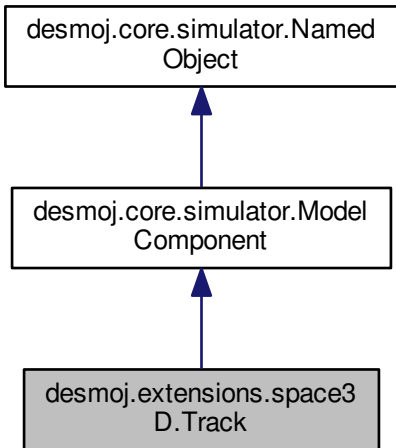 desmoj.core.simulator.Named
Object
desmoj.core.simulator.Model
Component
desmoj.extensions.space3
D.Track